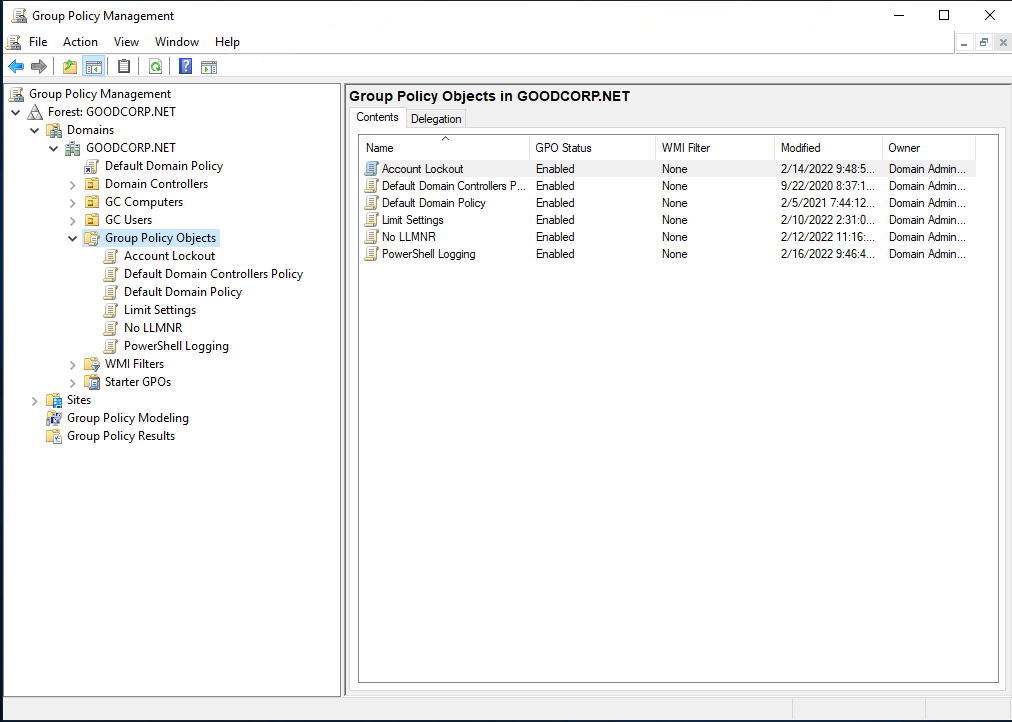 Group Policy Management
File Action View Window Help
Group Policy Management
Forest: GOODCORP.NET
Domains
GOODCORP.NET
Default Domain Policy
Domain Controllers
GC Computers
GC Users
Group Policy Objects
Account Lockout
Default Domain Controllers Policy
Default Domain Policy
Limit Settings
No LLMNR
PowerShell Logging
WMI Filters
Starter GPOs
Sites
Group Policy Modeling
Group Policy Results
Group Policy Objects in GOODCORP.NET
Contents Delegation
Name GPO Status WMI Filter Modified Owner
Account Lockout Enabled None 2/14/2022 9:48:5... Domain Admin...
Default Domain Controllers P... Enabled None 9/22/2020 8:37:1... Domain Admin...
Default Domain Policy Enabled None 2/5/2021 7:44:12... Domain Admin...
Limit Settings Enabled None 2/10/2022 2:31:0... Domain Admin...
No LLMNR Enabled None 2/12/2022 11:16:... Domain Admin...
PowerShell Logging Enabled None 2/16/2022 9:46:4... Domain Admin...